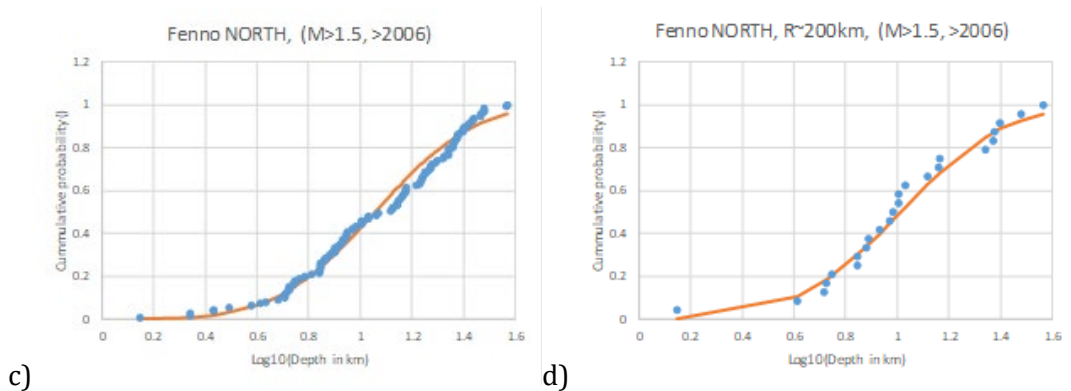 Fenno NORTH, (M>1.5, >2006)
1.2
1
0.8
0.6
0.4
0.2
0
Cummulative probability()
0 0.2 0.4 0.6 0.8 1 1.2 1.4 1.6
Log10(Depth in km)
c)
Fenno NORTH, R~200km, (M>1.5, >2006)
1.2
1
0.8
0.6
0.4
0.2
0
Cummulative probability()
0 0.2 0.4 0.6 0.8 1 1.2 1.4 1.6
Log10(Depth in km)
d)